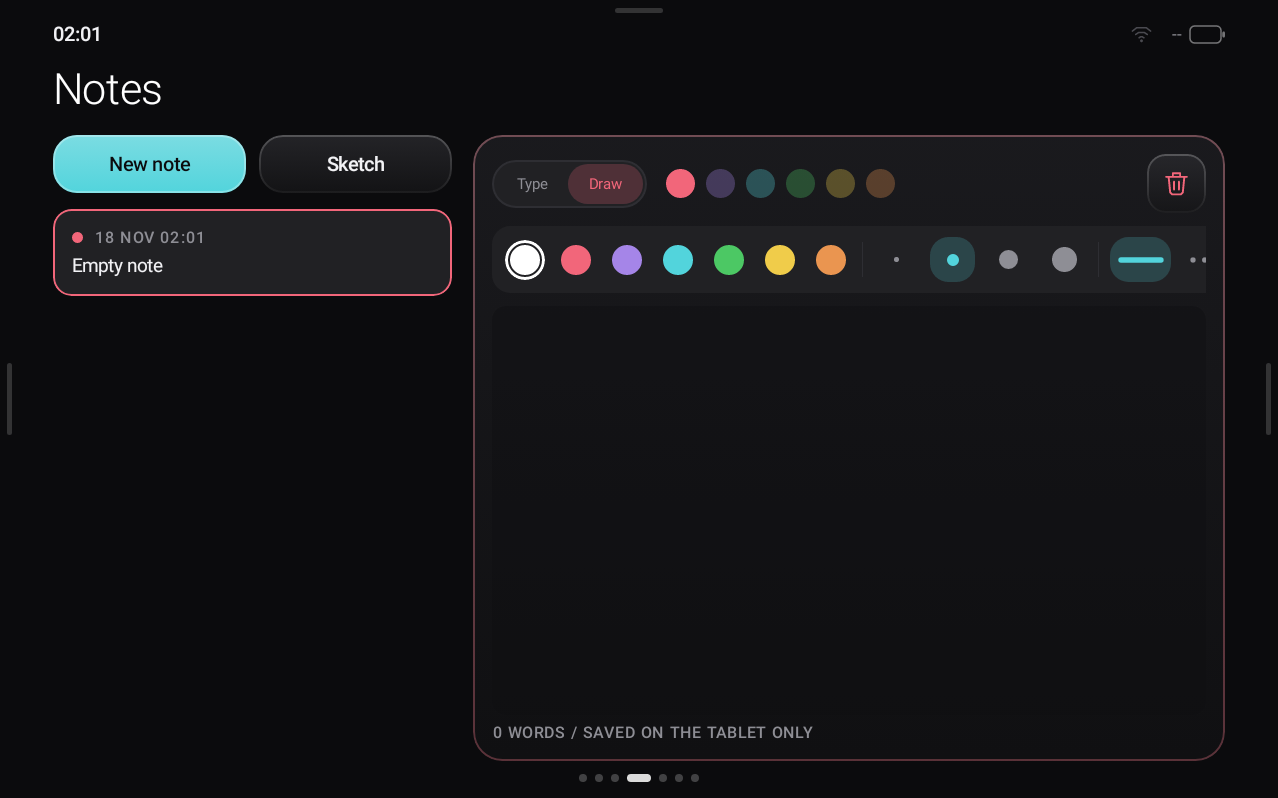 02:01
--
Notes
New note
Sketch
18 NOV 02:01
Empty note
Type
Draw
0 WORDS / SAVED ON THE TABLET ONLY